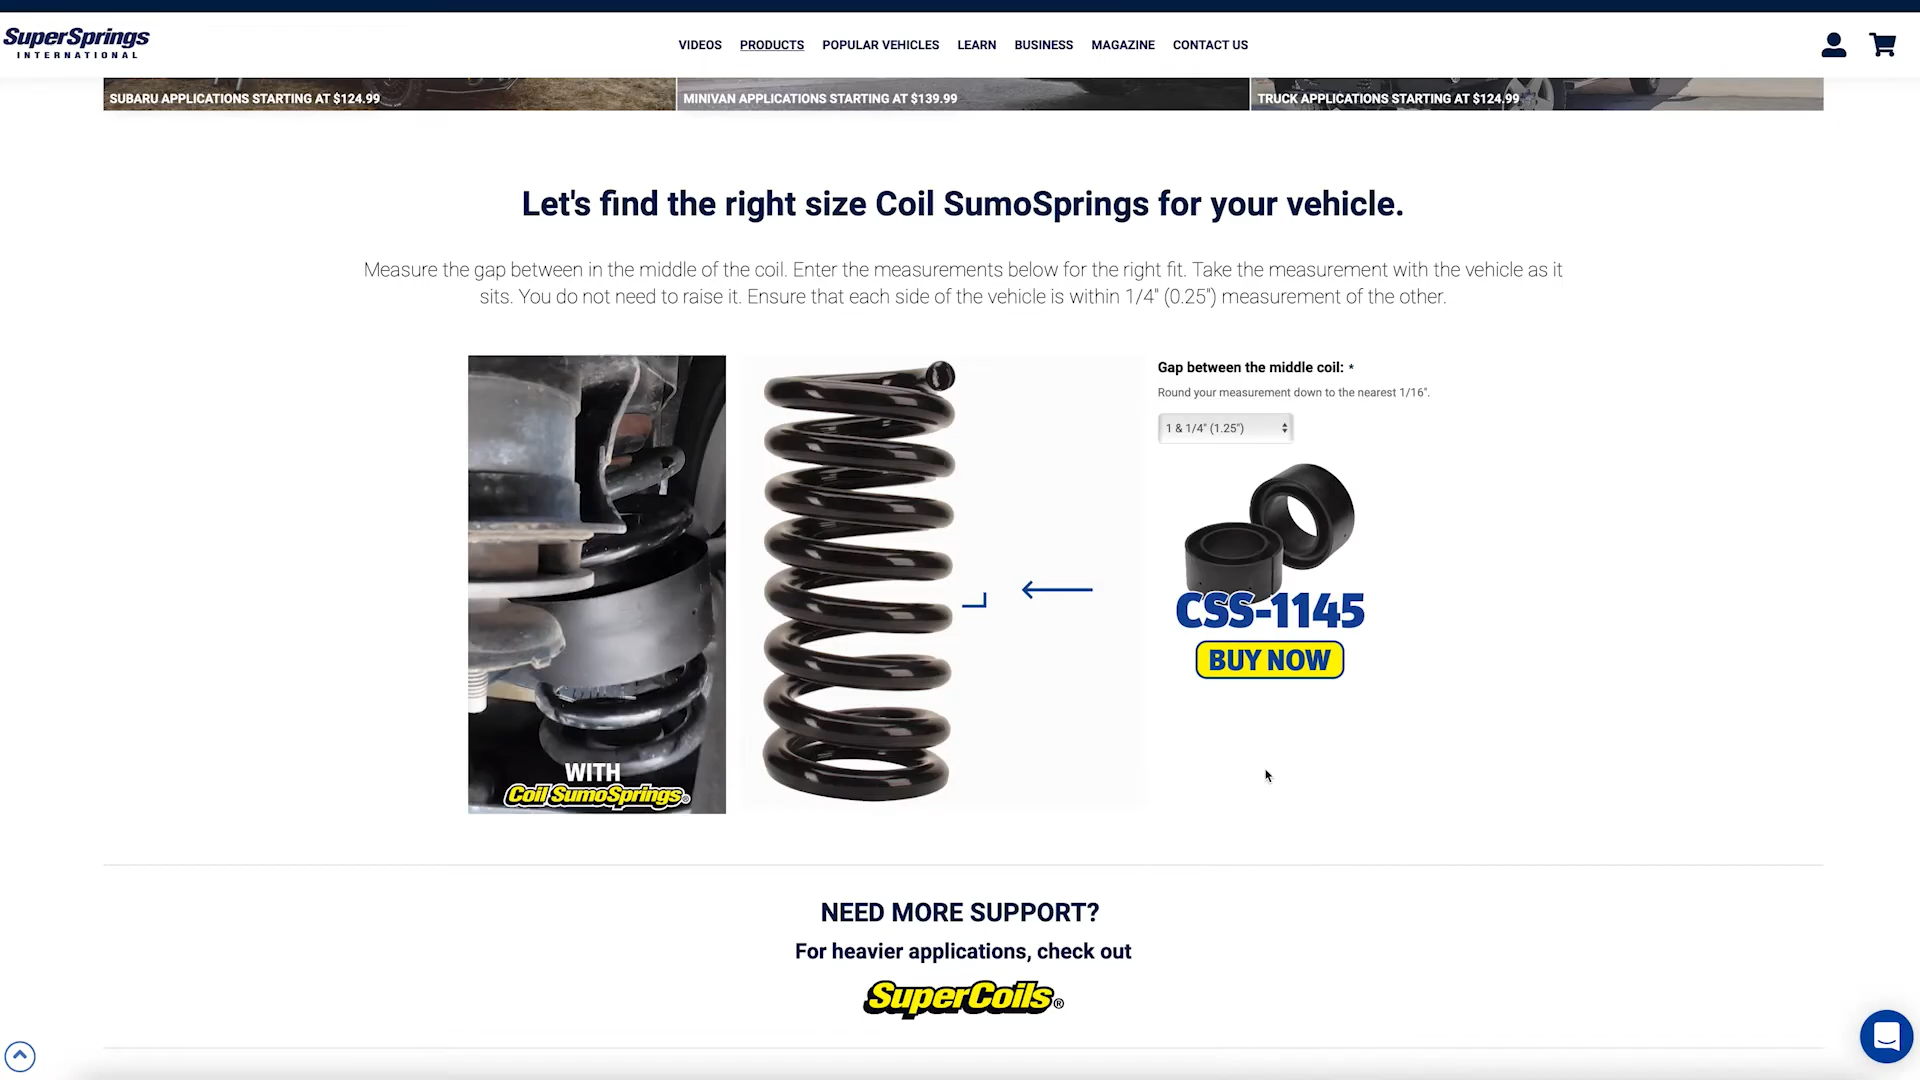 SuperSprings
INTERNATIONAL
VIDEOS PRODUCTS POPULAR VEHICLES LEARN BUSINESS MAGAZINE CONTACT US
SUBARU APPLICATIONS STARTING AT $124.99
MINIVAN APPLICATIONS STARTING AT $139.99
TRUCK APPLICATIONS STARTING AT $124.99
Let's find the right size Coil SumoSprings for your vehicle.
Measure the gap between in the middle of the coil. Enter the measurements below for the right fit. Take the measurement with the vehicle as it
sits. You do not need to raise it. Ensure that each side of the vehicle is within 1/4" (0.25") measurement of the other.
Gap between the middle coil: *
Round your measurement down to the nearest 1/16".
1 & 1/4" (1.25")
CSS-1145
BUY NOW
WITH
Coil SumoSprings®
NEED MORE SUPPORT?
For heavier applications, check out
SuperCoils®